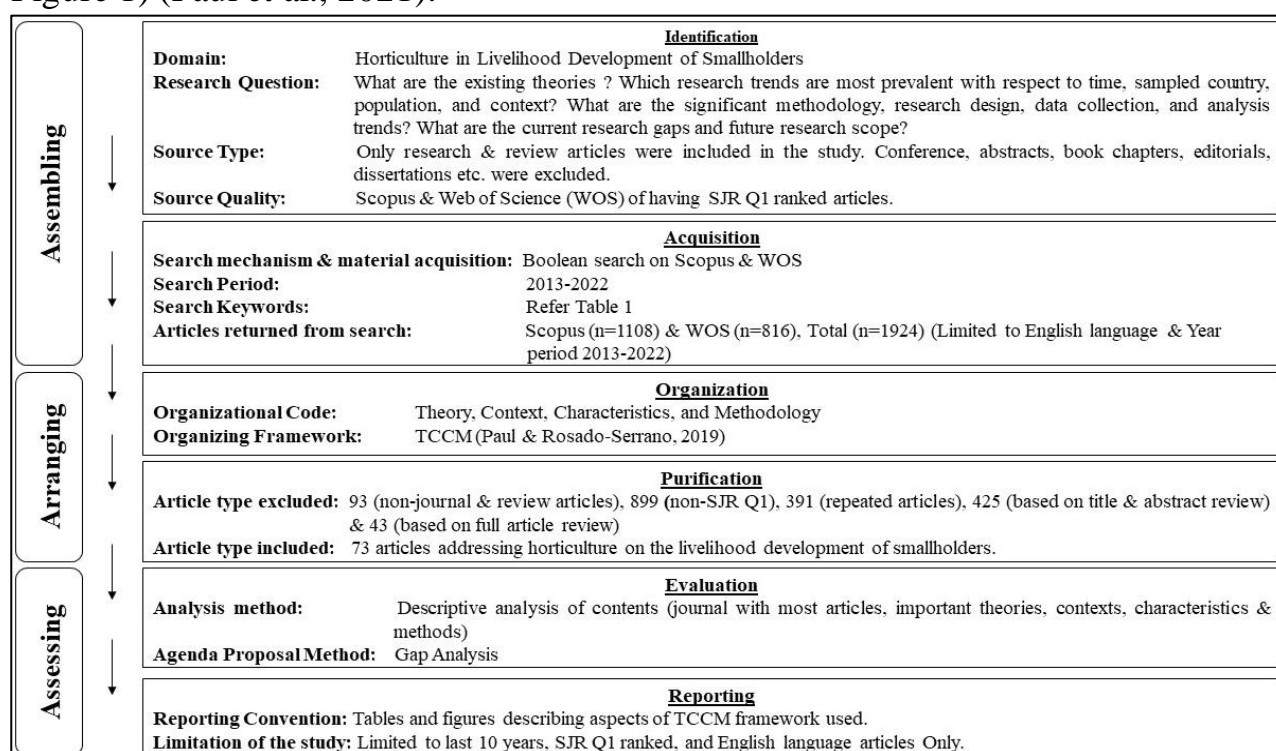 Figure 1) (Paul et al., 2021).
Assembling
Identification
Domain: Horticulture in Livelihood Development of Smallholders
Research Question: What are the existing theories ? Which research trends are most prevalent with respect to time, sampled country,
population, and context? What are the significant methodology, research design, data collection, and analysis
trends? What are the current research gaps and future research scope?
Source Type: Only research & review articles were included in the study. Conference, abstracts, book chapters, editorials,
dissertations etc. were excluded.
Source Quality: Scopus & Web of Science (WOS) of having SJR Q1 ranked articles.
Acquisition
Search mechanism & material acquisition: Boolean search on Scopus & WOS
Search Period: 2013-2022
Search Keywords: Refer Table 1
Articles returned from search: Scopus (n=1108) & WOS (n=816), Total (n=1924) (Limited to English language & Year
period 2013-2022)
Arranging
Organization
Organizational Code: Theory, Context, Characteristics, and Methodology
Organizing Framework: TCCM (Paul & Rosado-Serrano, 2019)
Purification
Article type excluded: 93 (non-journal & review articles), 899 (non-SJR Q1), 391 (repeated articles), 425 (based on title & abstract review)
& 43 (based on full article review)
Article type included: 73 articles addressing horticulture on the livelihood development of smallholders.
Assessing
Evaluation
Analysis method: Descriptive analysis of contents (journal with most articles, important theories, contexts, characteristics &
methods)
Agenda Proposal Method: Gap Analysis
Reporting
Reporting Convention: Tables and figures describing aspects of TCCM framework used.
Limitation of the study: Limited to last 10 years, SJR Q1 ranked, and English language articles Only.